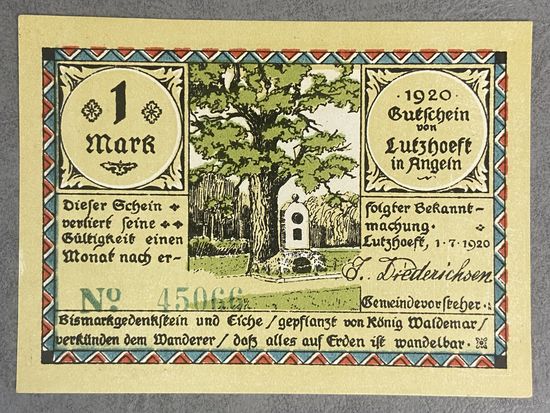 1
Mark
· 1920 ·
Gutschein
von
Lutzhoeft
in Angeln
Dieser Schein
verliert seine
Gültigkeit einen
Monat nach er-
folgter Bekannt-
machung.
Lutzhoeft, 1·7·1920
J. Diederichsen
Gemeindevorsteher.
No 45066
Bismarkgedenkstein und Eiche / gepflanzt von König Waldemar /
verkünden dem Wanderer / daß alles auf Erden ist wandelbar.